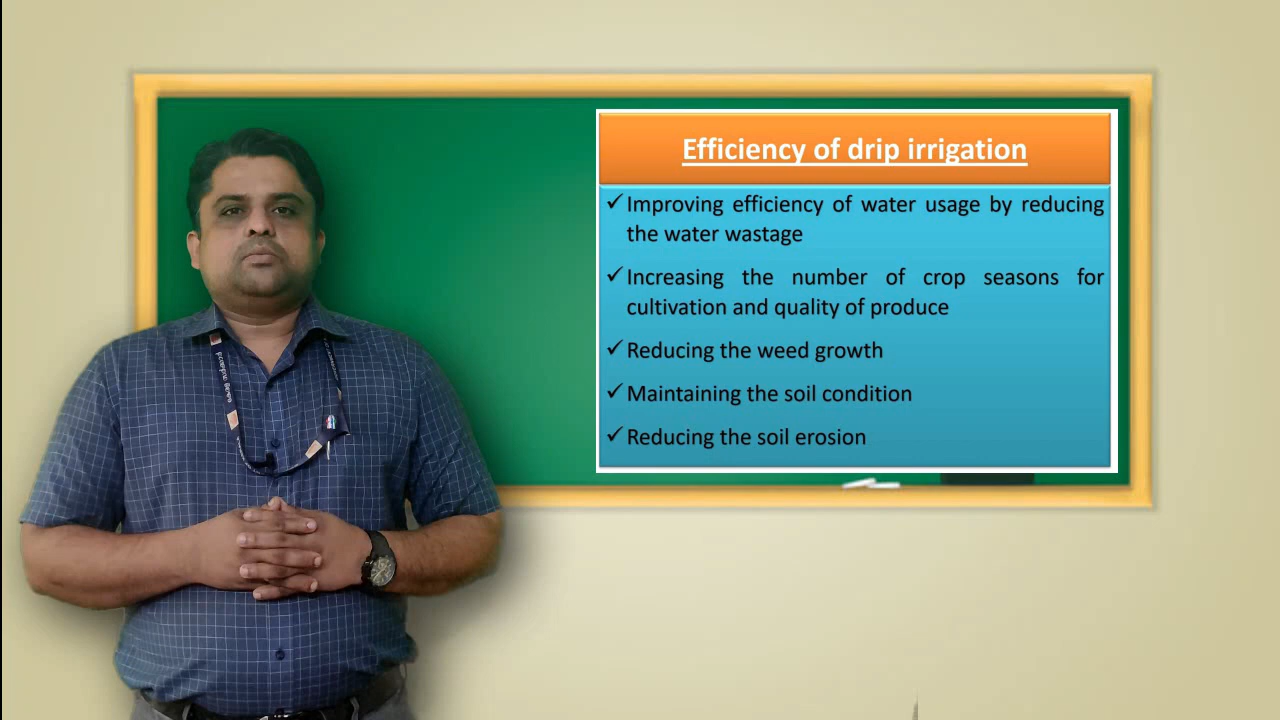 Efficiency of drip irrigation
✓ Improving efficiency of water usage by reducing
the water wastage
✓ Increasing the number of crop seasons for
cultivation and quality of produce
✓ Reducing the weed growth
✓ Maintaining the soil condition
✓ Reducing the soil erosion